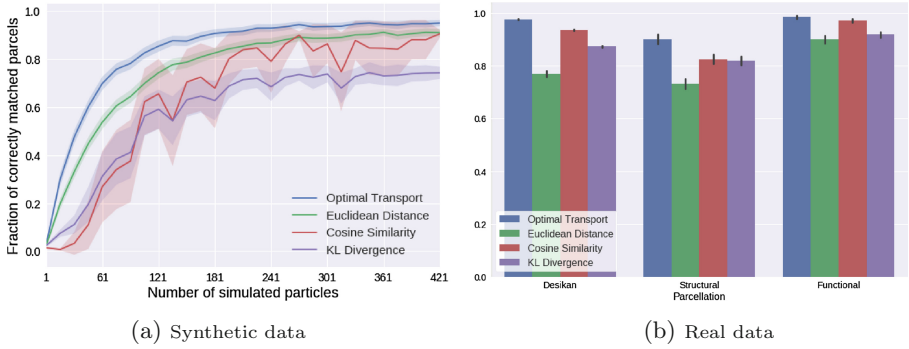 Fraction of correctly matched parcels
1.0
0.8
0.6
0.4
0.2
0.0
Optimal Transport
Euclidean Distance
Cosine Similarity
KL Divergence
1 61 121 181 241 301 361 421
Number of simulated particles
(a) Synthetic data
1.0
0.8
0.6
0.4
0.2
0.0
Optimal Transport
Euclidean Distance
Cosine Similarity
KL Divergence
Desikan Structural Functional
Parcellation
(b) Real data